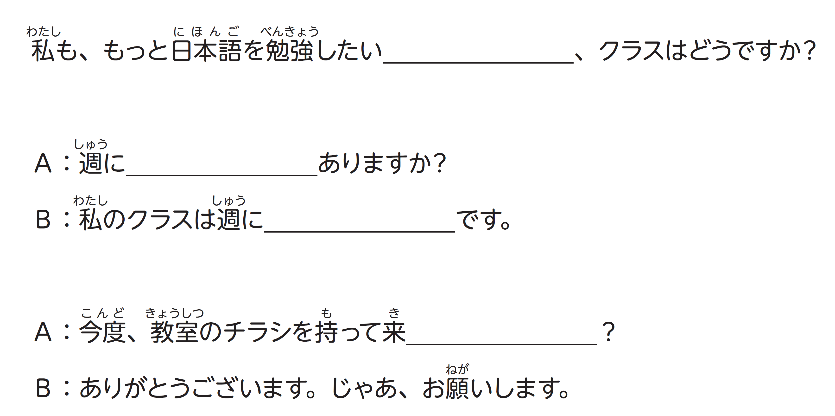 私も、もっと日本語を勉強したい＿＿＿＿＿＿＿＿、クラスはどうですか？
A：週に＿＿＿＿＿＿＿＿ありますか？
B：私のクラスは週に＿＿＿＿＿＿＿＿です。
A：今度、教室のチラシを持って来＿＿＿＿＿＿＿＿？
B：ありがとうございます。じゃあ、お願いします。